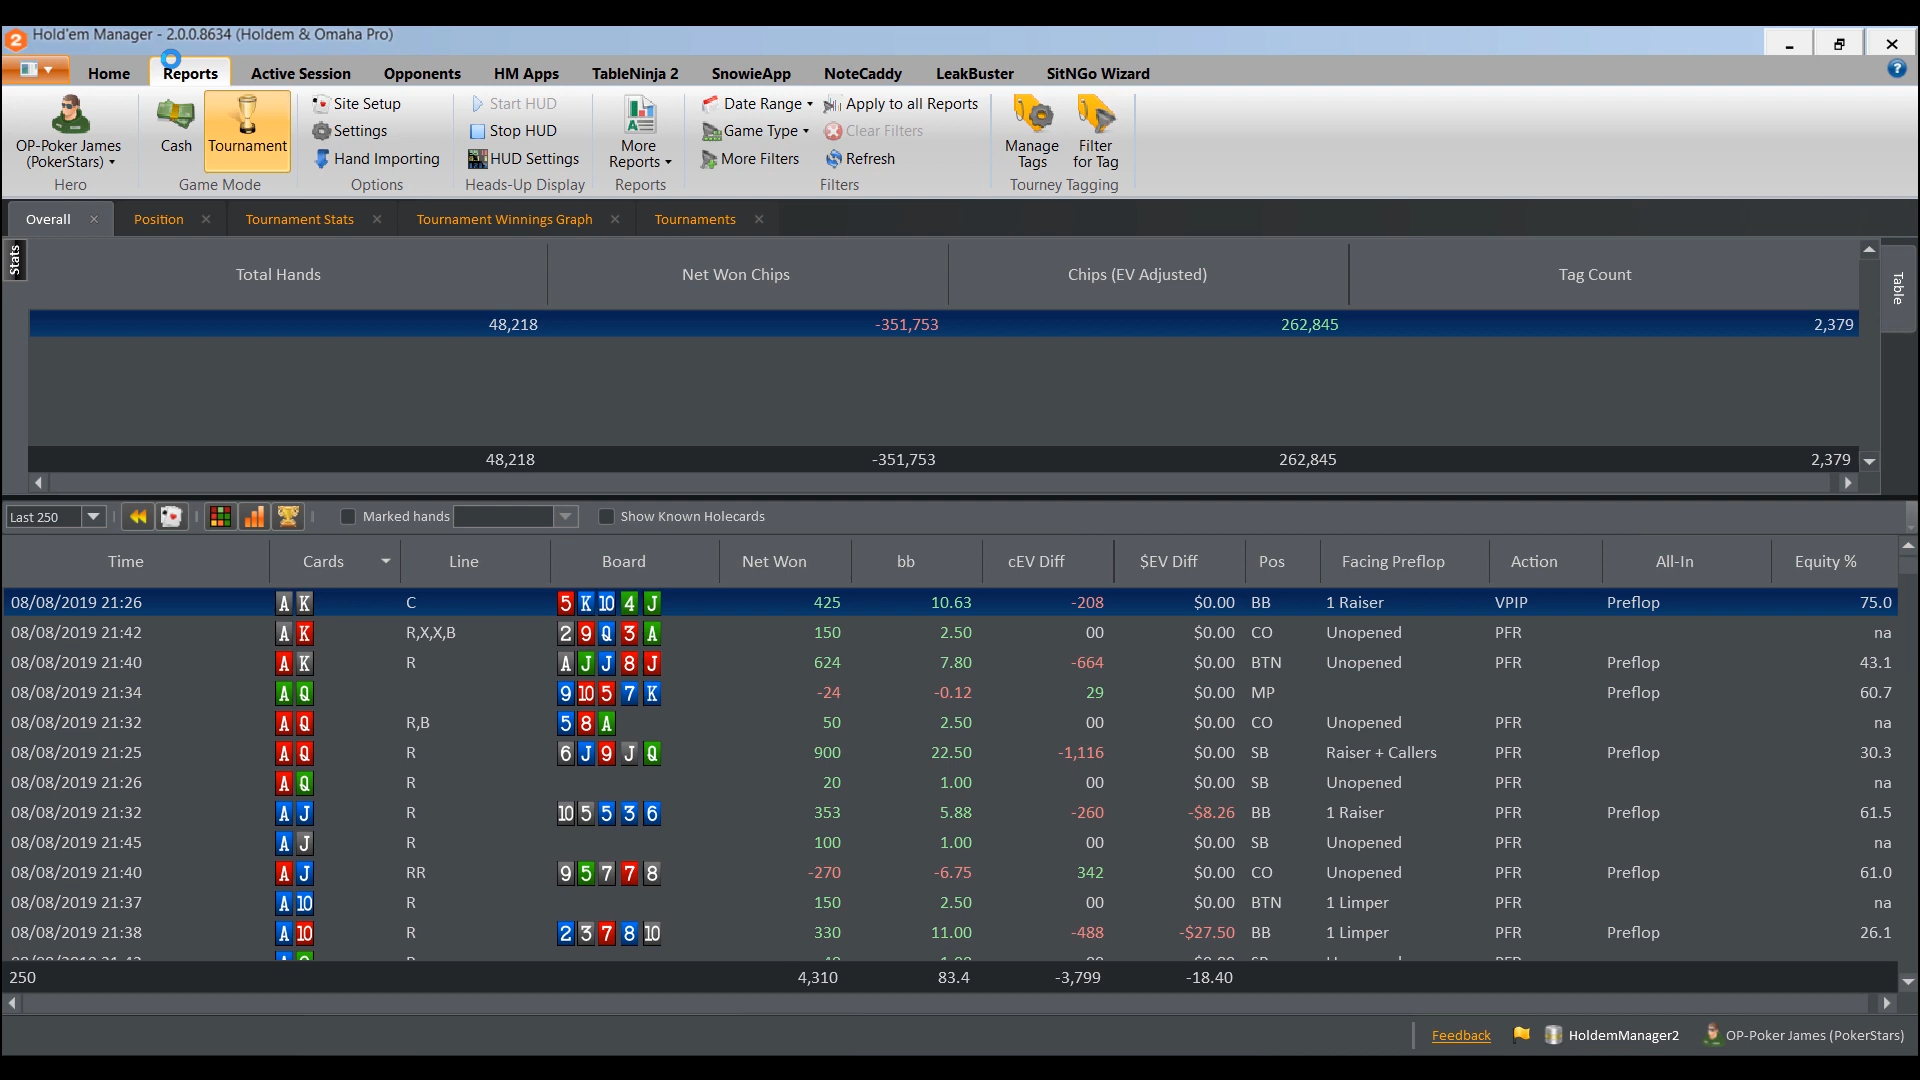 2 Hold'em Manager - 2.0.0.8634 (Holdem & Omaha Pro)
Home Reports Active Session Opponents HM Apps TableNinja 2 SnowieApp NoteCaddy LeakBuster SitNGo Wizard ?
OP-Poker James (PokerStars)
Hero
Cash Tournament
Game Mode
Site Setup
Settings
Hand Importing
Options
Start HUD
Stop HUD
HUD Settings
Heads-Up Display
More Reports
Reports
Date Range
Game Type
More Filters
Apply to all Reports
Clear Filters
Refresh
Filters
Manage Tags
Filter for Tag
Tourney Tagging
Overall Position Tournament Stats Tournament Winnings Graph Tournaments
Stats
Table
Total Hands Net Won Chips Chips (EV Adjusted) Tag Count
48,218 -351,753 262,845 2,379
48,218 -351,753 262,845 2,379
Last 250 Marked hands Show Known Holecards
Time Cards Line Board Net Won bb cEV Diff $EV Diff Pos Facing Preflop Action All-In Equity %
08/08/2019 21:26 A K C 5 K 10 4 J 425 10.63 -208 $0.00 BB 1 Raiser VPIP Preflop 75.0
08/08/2019 21:42 A K R,X,X,B 2 9 Q 3 A 150 2.50 00 $0.00 CO Unopened PFR na
08/08/2019 21:40 A K R A J J 8 J 624 7.80 -664 $0.00 BTN Unopened PFR Preflop 43.1
08/08/2019 21:34 A Q 9 10 5 7 K -24 -0.12 29 $0.00 MP Preflop 60.7
08/08/2019 21:32 A Q R,B 5 8 A 50 2.50 00 $0.00 CO Unopened PFR na
08/08/2019 21:25 A Q R 6 J 9 J Q 900 22.50 -1,116 $0.00 SB Raiser + Callers PFR Preflop 30.3
08/08/2019 21:26 A Q R 20 1.00 00 $0.00 SB Unopened PFR na
08/08/2019 21:32 A J R 10 5 5 3 6 353 5.88 -260 -$8.26 BB 1 Raiser PFR Preflop 61.5
08/08/2019 21:45 A J R 100 1.00 00 $0.00 SB Unopened PFR na
08/08/2019 21:40 A J RR 9 5 7 7 8 -270 -6.75 342 $0.00 CO Unopened PFR Preflop 61.0
08/08/2019 21:37 A 10 R 150 2.50 00 $0.00 BTN 1 Limper PFR na
08/08/2019 21:38 A 10 R 2 3 7 8 10 330 11.00 -488 -$27.50 BB 1 Limper PFR Preflop 26.1
250 4,310 83.4 -3,799 -18.40
Feedback HoldemManager2 OP-Poker James (PokerStars)